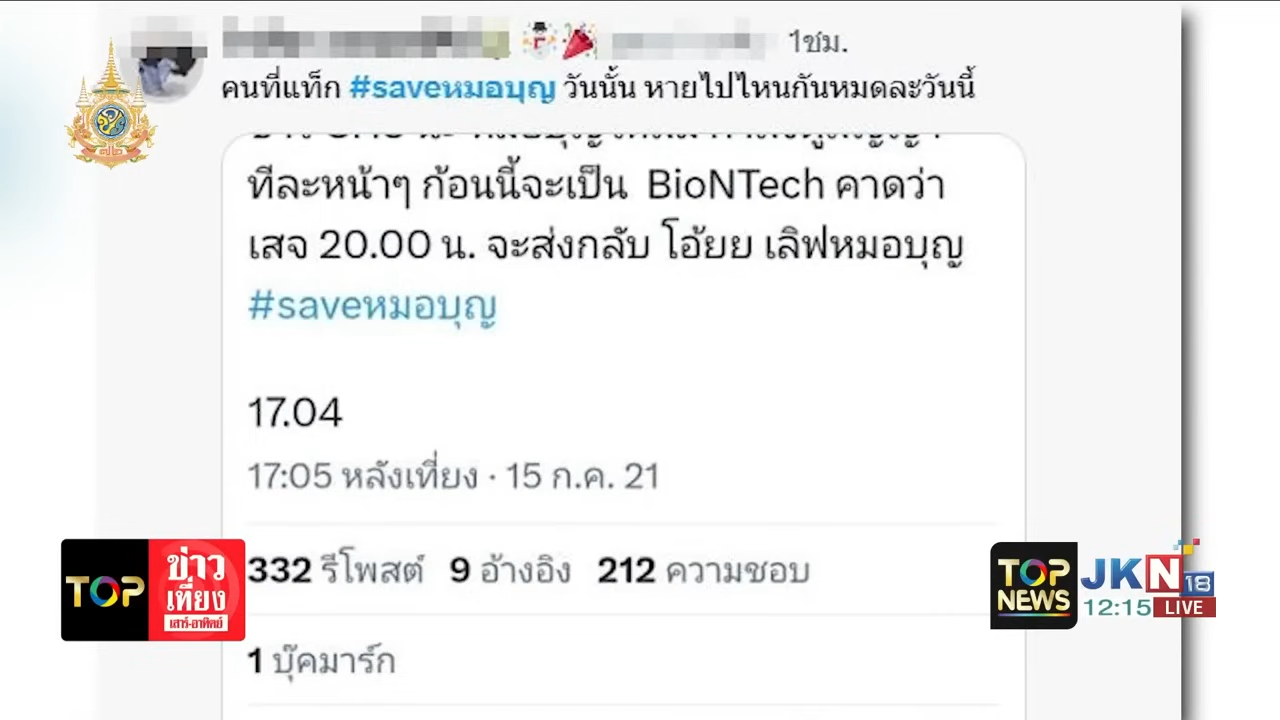 1ชม.
คนที่แท็ก #saveหมอบุญ วันนั้น หายไปไหนกันหมดละวันนี้
ทีละหน้าๆ ก้อนนี้จะเป็น BioNTech คาดว่า
เสจ 20.00 น. จะส่งกลับ โอ้ยย เลิฟหมอบุญ
#saveหมอบุญ
17.04
17:05 หลังเที่ยง · 15 ก.ค. 21
332 รีโพสต์ 9 อ้างอิง 212 ความชอบ
1 บุ๊คมาร์ก
TOP
ข่าว
เที่ยง
เสาร์-อาทิตย์
TOP
NEWS
JKN 18
12:15 LIVE